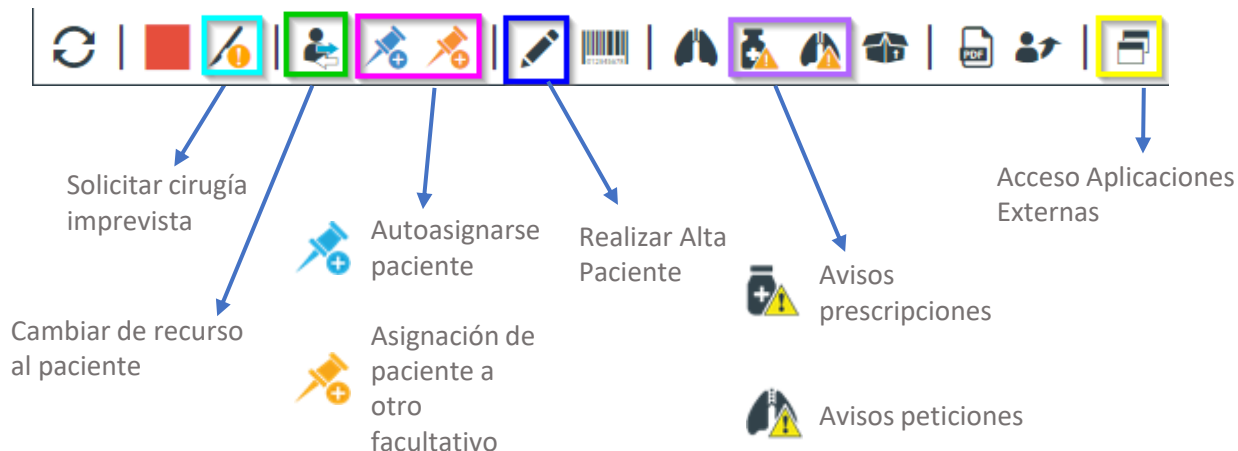 PDF
Solicitar cirugía
imprevista
Cambiar de recurso
al paciente
Autoasignarse
paciente
Asignación de
paciente a
otro
facultativo
Realizar Alta
Paciente
Avisos
prescripciones
Avisos peticiones
Acceso Aplicaciones
Externas